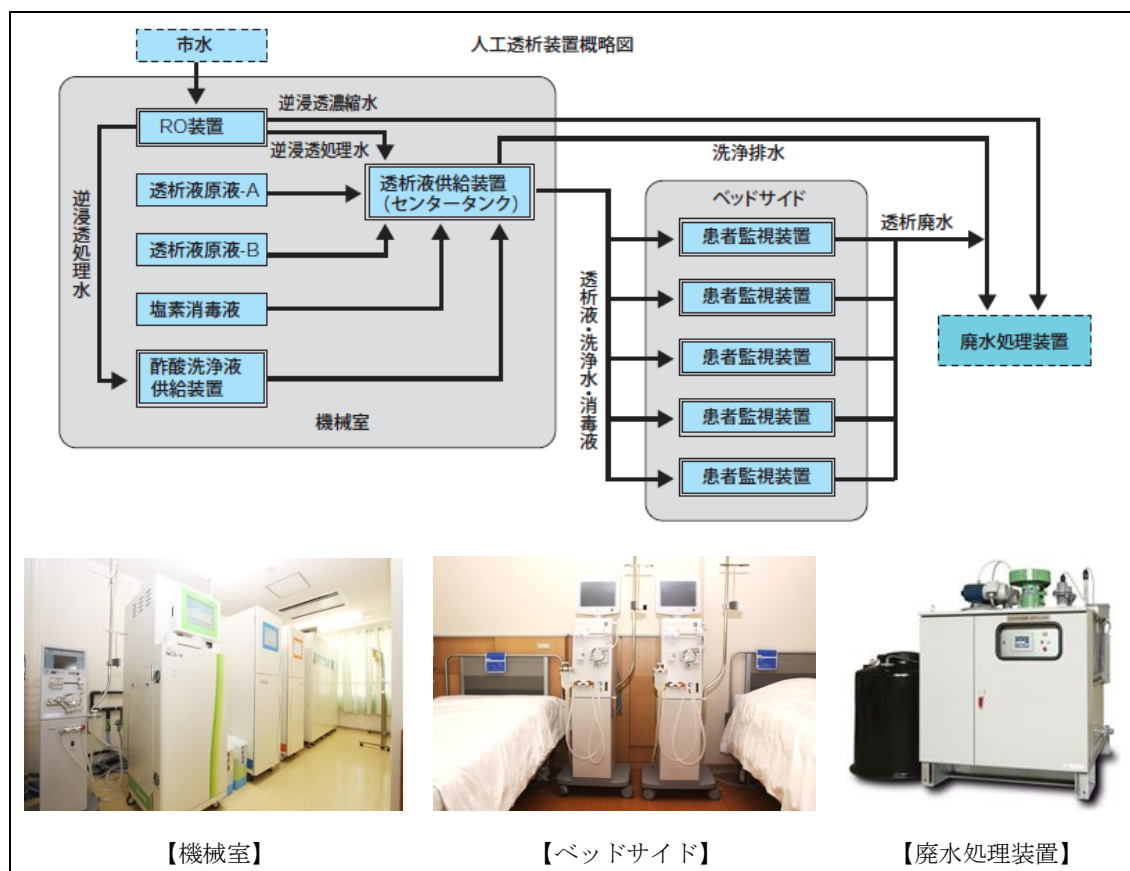 人工透析装置概略図
市水
RO装置
逆浸透濃縮水
逆浸透処理水
洗浄排水
透析液原液-A
透析液供給装置
（センタータンク）
ベッドサイド
逆浸透処理水
透析液原液-B
患者監視装置
透析廃水
塩素消毒液
患者監視装置
透析液・洗浄水・消毒液
患者監視装置
廃水処理装置
酢酸洗浄液
供給装置
機械室
患者監視装置
患者監視装置
【機械室】
【ベッドサイド】
【廃水処理装置】